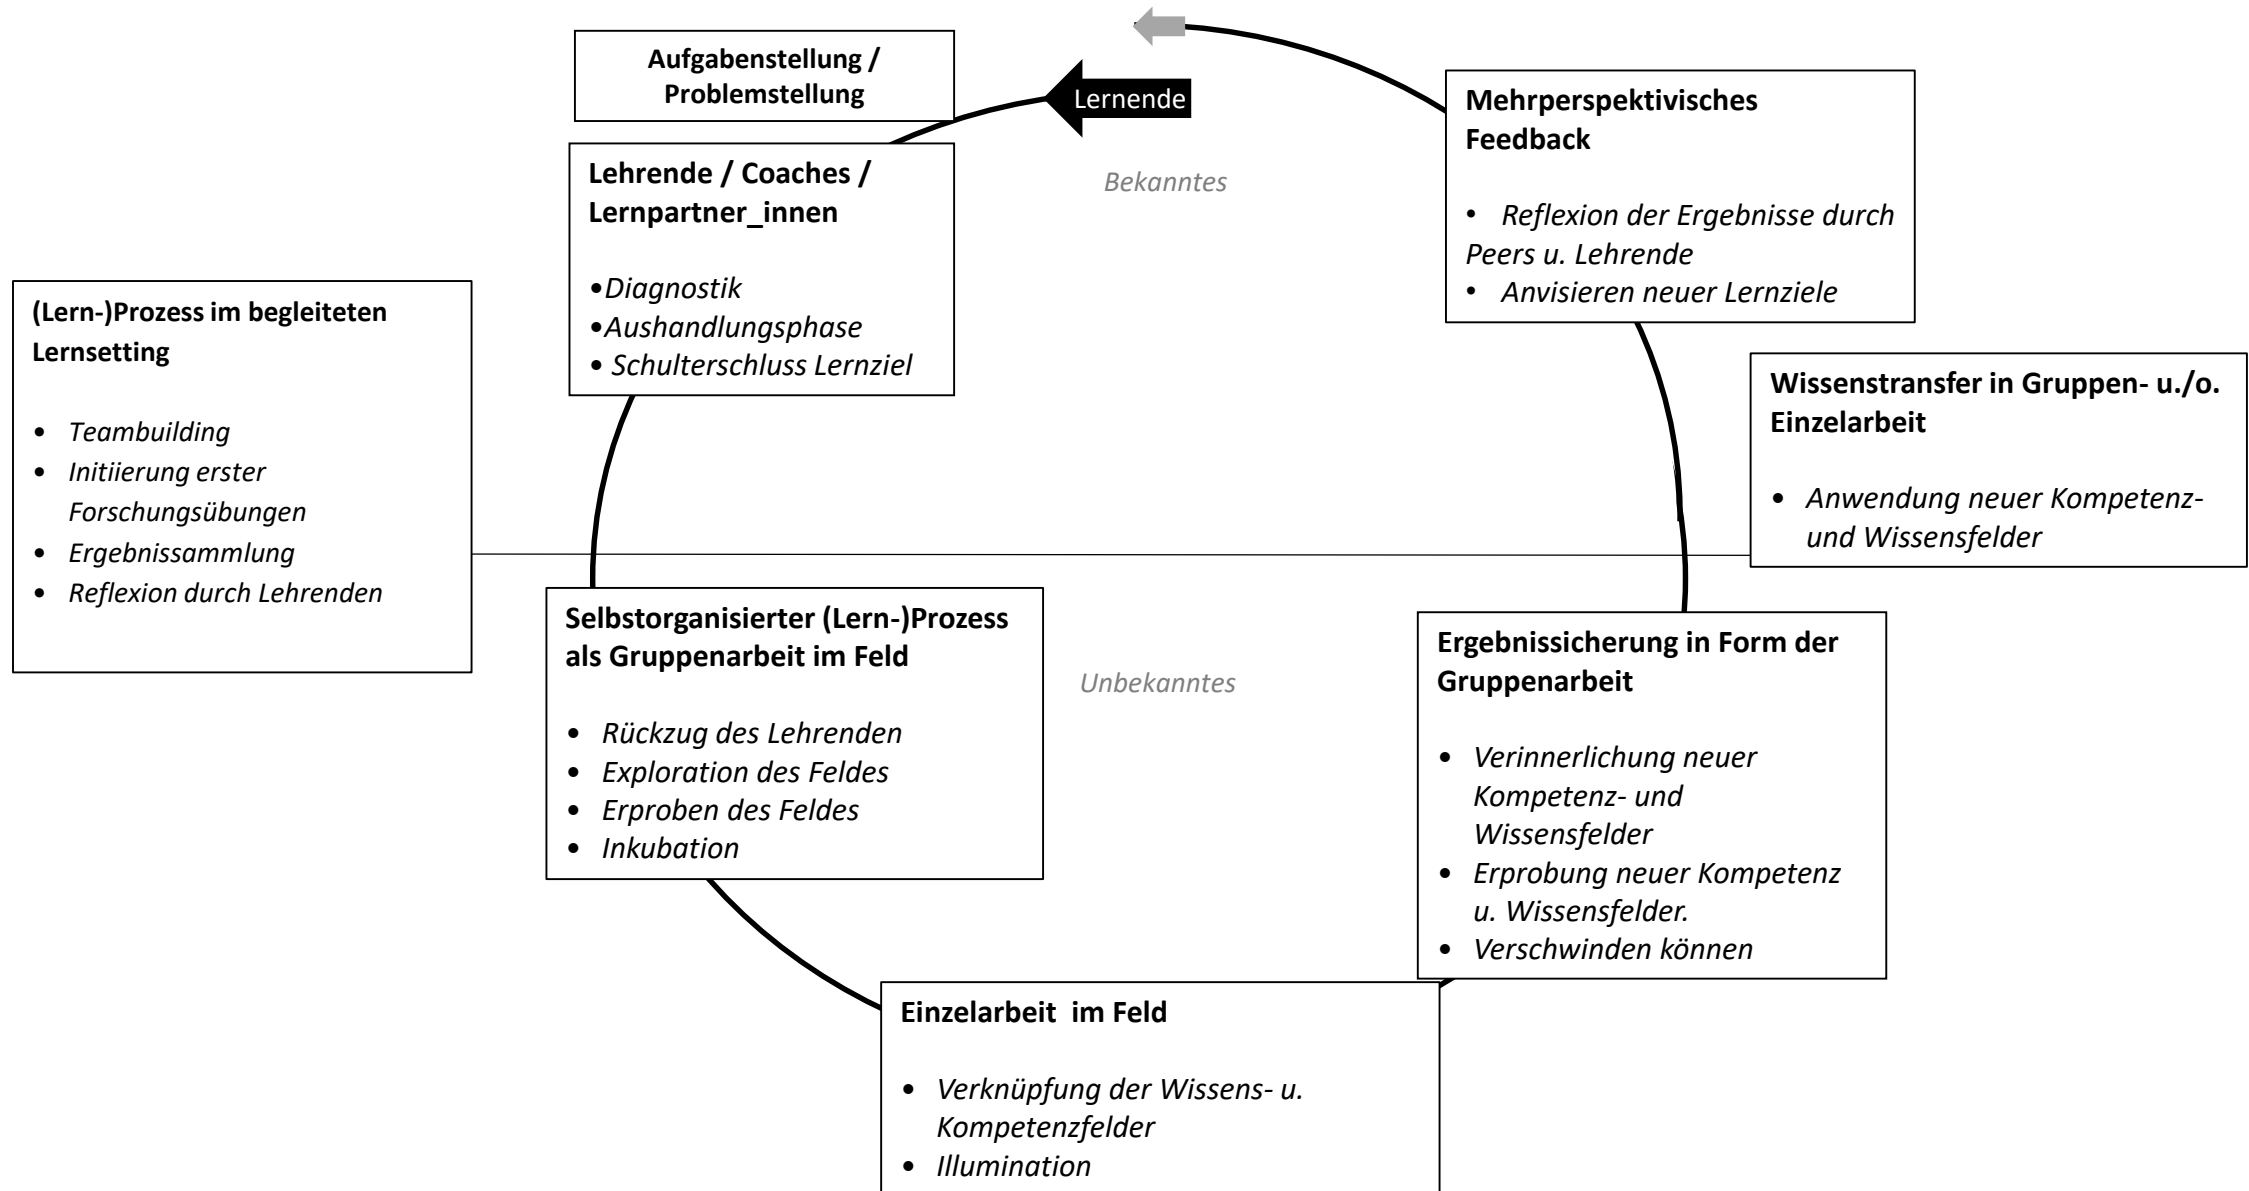 Aufgabenstellung /
Problemstellung
Lernende
Bekanntes
Lehrende / Coaches /
Lernpartner_innen
•Diagnostik
•Aushandlungsphase
• Schulterschluss Lernziel
(Lern-)Prozess im begleiteten
Lernsetting
• Teambuilding
• Initiierung erster
Forschungsübungen
• Ergebnissammlung
• Reflexion durch Lehrenden
Selbstorganisierter (Lern-)Prozess
als Gruppenarbeit im Feld
• Rückzug des Lehrenden
• Exploration des Feldes
• Erproben des Feldes
• Inkubation
Unbekanntes
Einzelarbeit im Feld
• Verknüpfung der Wissens- u.
Kompetenzfelder
• Illumination
Ergebnissicherung in Form der
Gruppenarbeit
• Verinnerlichung neuer
Kompetenz- und
Wissensfelder
• Erprobung neuer Kompetenz
u. Wissensfelder.
• Verschwinden können
Wissenstransfer in Gruppen- u./o.
Einzelarbeit
• Anwendung neuer Kompetenz-
und Wissensfelder
Mehrperspektivisches
Feedback
• Reflexion der Ergebnisse durch
Peers u. Lehrende
• Anvisieren neuer Lernziele